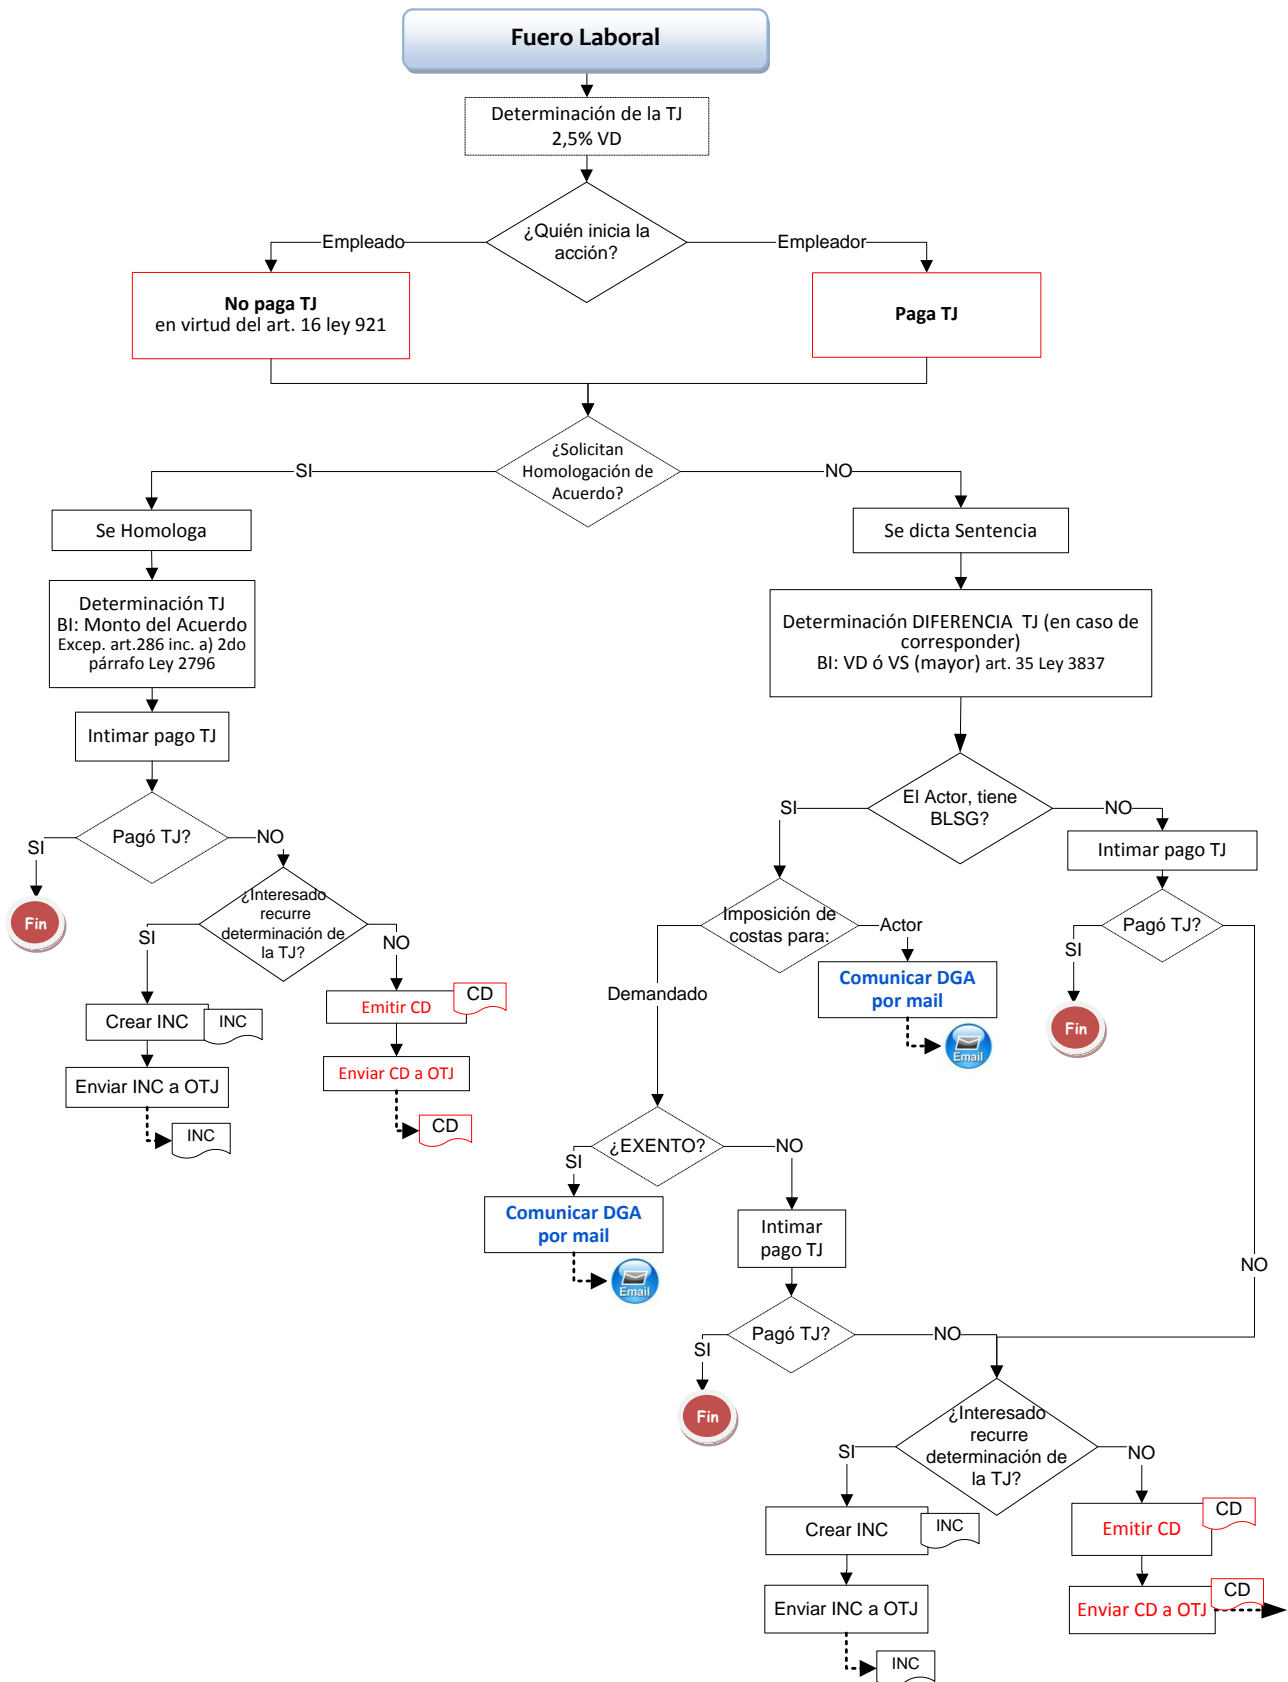 Fuero Laboral
Determinación de la TJ
2,5% VD
¿Quién inicia la
acción?
Empleado
Empleador
No paga TJ
en virtud del art. 16 ley 921
Paga TJ
¿Solicitan
Homologación de
Acuerdo?
SI
NO
Se Homologa
Se dicta Sentencia
Determinación TJ
BI: Monto del Acuerdo
Excep. art.286 inc. a) 2do
párrafo Ley 2796
Determinación DIFERENCIA TJ (en caso de
corresponder)
BI: VD ó VS (mayor) art. 35 Ley 3837
Intimar pago TJ
El Actor, tiene
BLSG?
SI
NO
Intimar pago TJ
Pagó TJ?
SI
NO
Fin
¿Interesado
recurre
determinación de
la TJ?
SI
NO
Imposición de
costas para:
Actor
Demandado
Comunicar DGA
por mail
Email
Pagó TJ?
SI
NO
Fin
Crear INC
INC
Emitir CD
CD
Enviar INC a OTJ
INC
Enviar CD a OTJ
CD
¿EXENTO?
SI
NO
Comunicar DGA
por mail
Email
Intimar
pago TJ
Pagó TJ?
SI
NO
Fin
¿Interesado
recurre
determinación de
la TJ?
SI
NO
Crear INC
INC
Emitir CD
CD
Enviar INC a OTJ
INC
Enviar CD a OTJ
CD